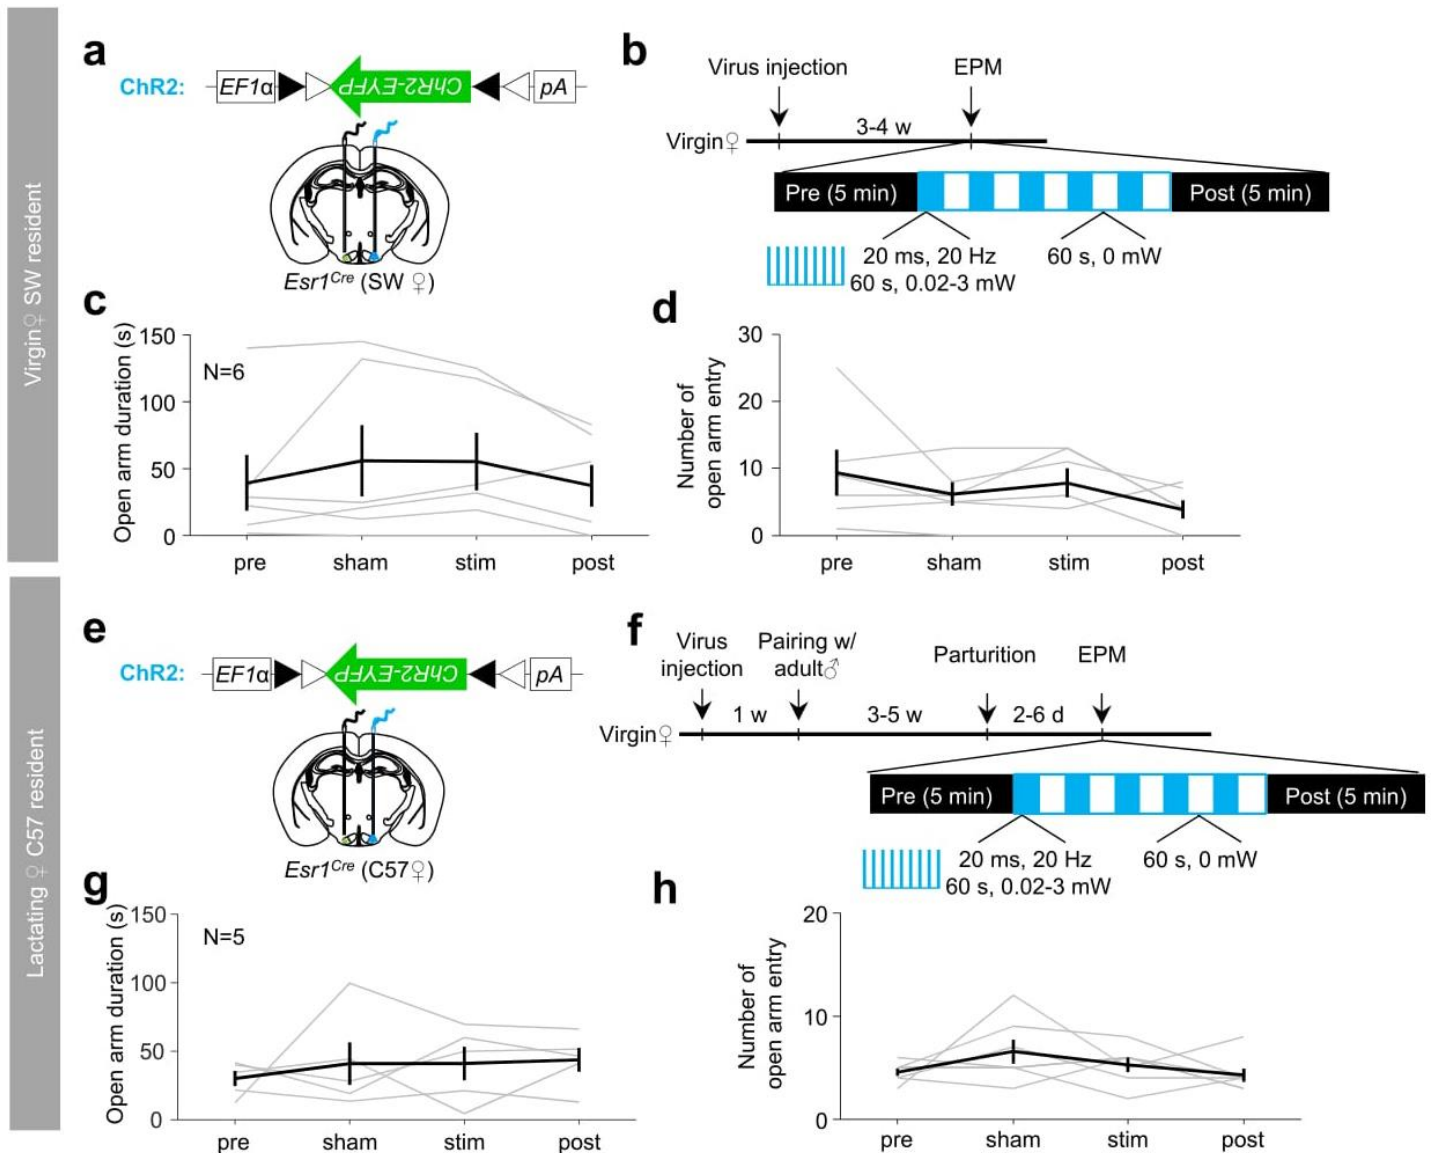 Virgin♀ SW resident
a
ChR2:
EF1α
ChR2-EYFP
pA
Esr1Cre (SW ♀)
b
Virus injection
EPM
3-4 w
Virgin♀
Pre (5 min)
Post (5 min)
20 ms, 20 Hz
60 s, 0.02-3 mW
60 s, 0 mW
c
Open arm duration (s)
150
100
50
0
N=6
pre
sham
stim
post
d
Number of
open arm entry
30
20
10
0
pre
sham
stim
post
Lactating ♀ C57 resident
e
ChR2:
EF1α
ChR2-EYFP
pA
Esr1Cre (C57♀)
f
Virus
injection
Pairing w/
adult♂
Parturition
EPM
1 w
3-5 w
2-6 d
Virgin♀
Pre (5 min)
Post (5 min)
20 ms, 20 Hz
60 s, 0.02-3 mW
60 s, 0 mW
g
Open arm duration (s)
150
100
50
0
N=5
pre
sham
stim
post
h
Number of
open arm entry
20
10
0
pre
sham
stim
post